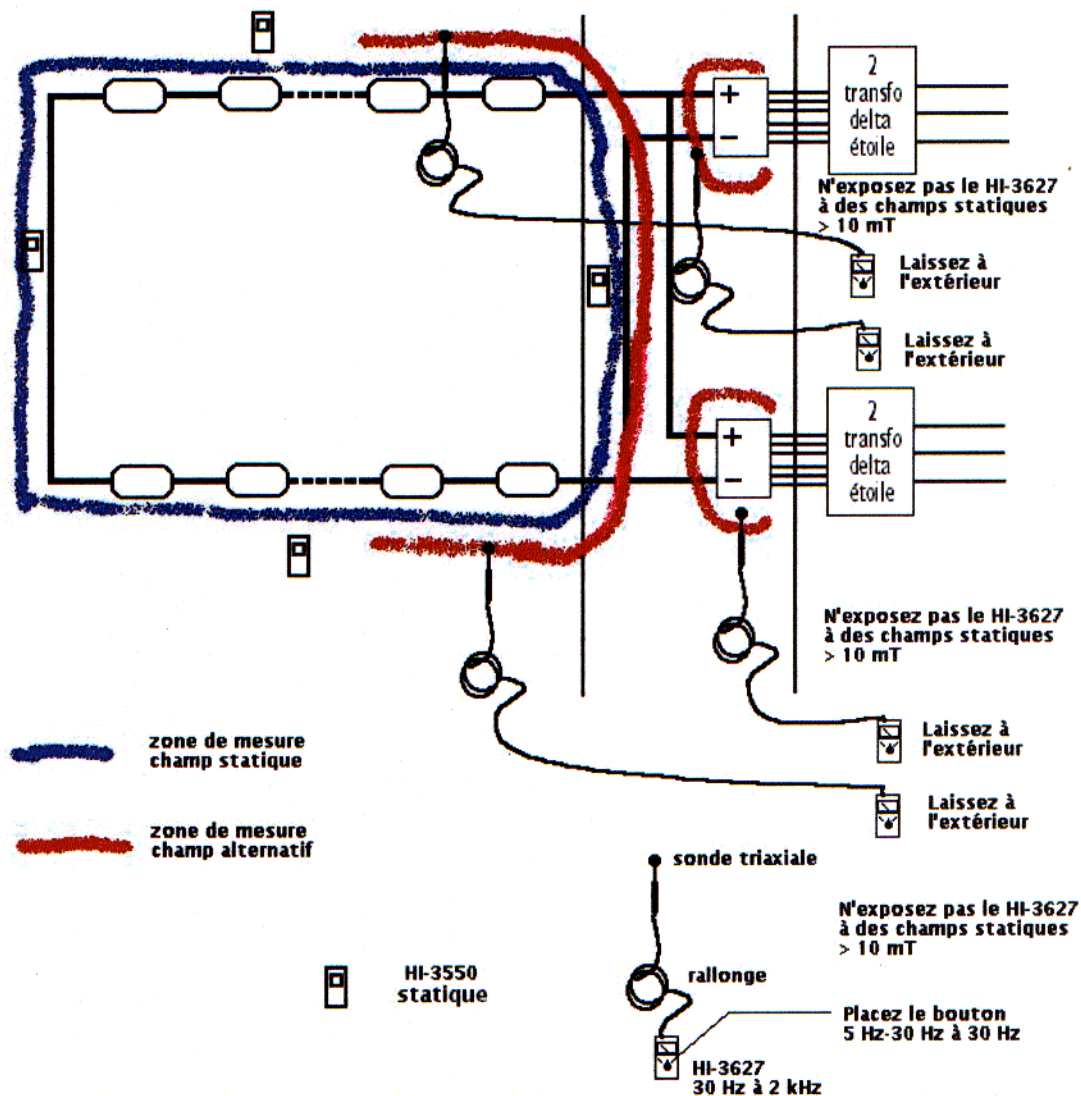 2
transfo
delta
étoile
+
−
N'exposez pas le HI-3627
à des champs statiques
> 10 mT
Laissez à
l'extérieur
Laissez à
l'extérieur
2
transfo
delta
étoile
+
−
N'exposez pas le HI-3627
à des champs statiques
> 10 mT
Laissez à
l'extérieur
Laissez à
l'extérieur
zone de mesure
champ statique
zone de mesure
champ alternatif
sonde triaxiale
N'exposez pas le HI-3627
à des champs statiques
> 10 mT
HI-3550
statique
rallonge
Placez le bouton
5 Hz-30 Hz à 30 Hz
HI-3627
30 Hz à 2 kHz